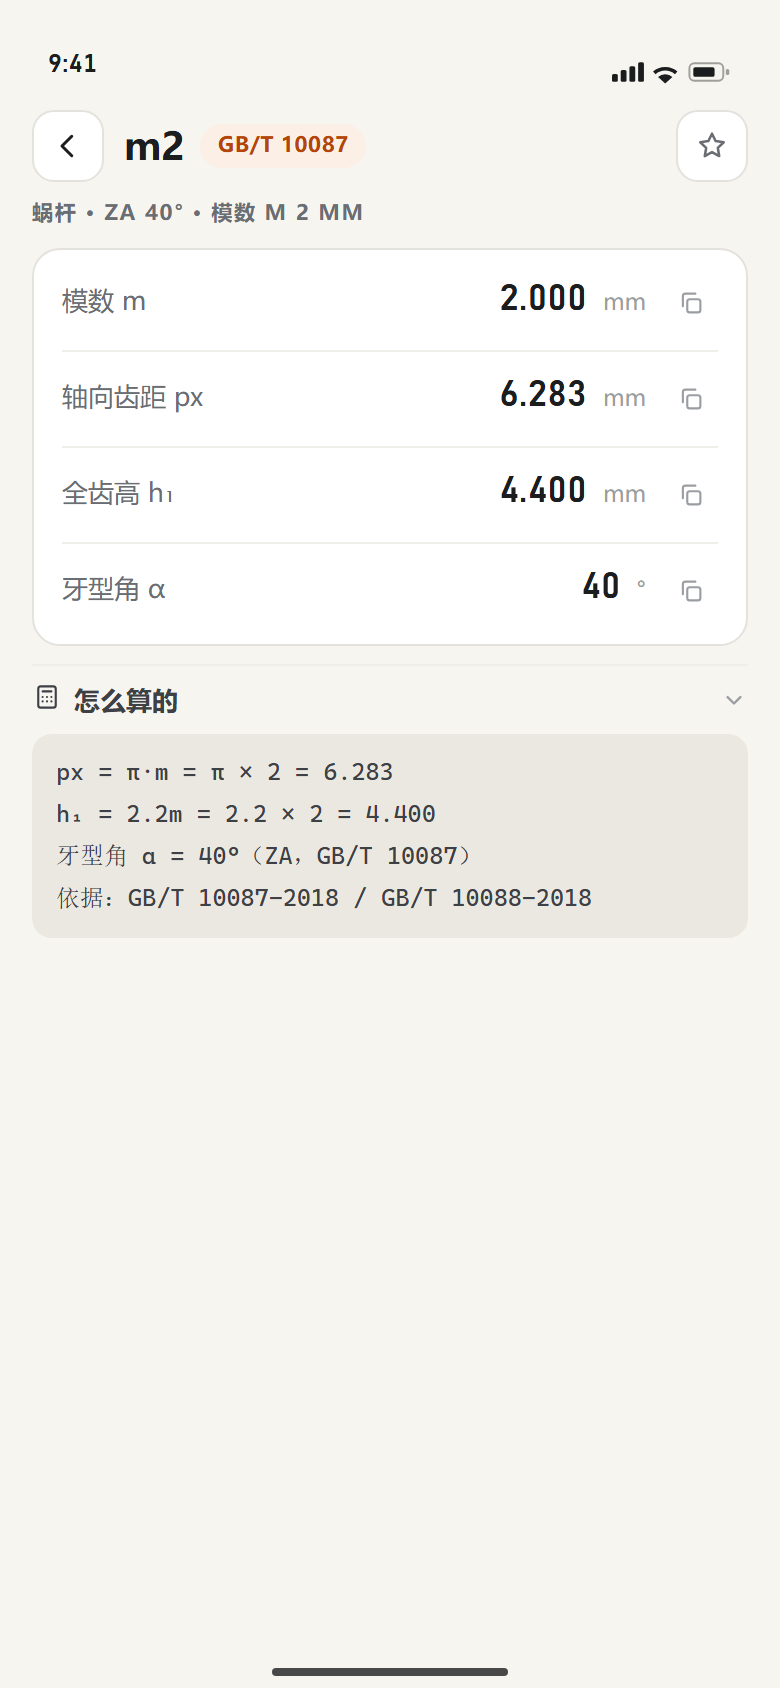 9:41
m2
GB/T 10087
蜗杆 • ZA 40° • 模数 M 2 MM
模数 m 2.000 mm
轴向齿距 px 6.283 mm
全齿高 h₁ 4.400 mm
牙型角 α 40 °
怎么算的
px = π·m = π × 2 = 6.283
h₁ = 2.2m = 2.2 × 2 = 4.400
牙型角 α = 40°（ZA，GB/T 10087）
依据：GB/T 10087-2018 / GB/T 10088-2018